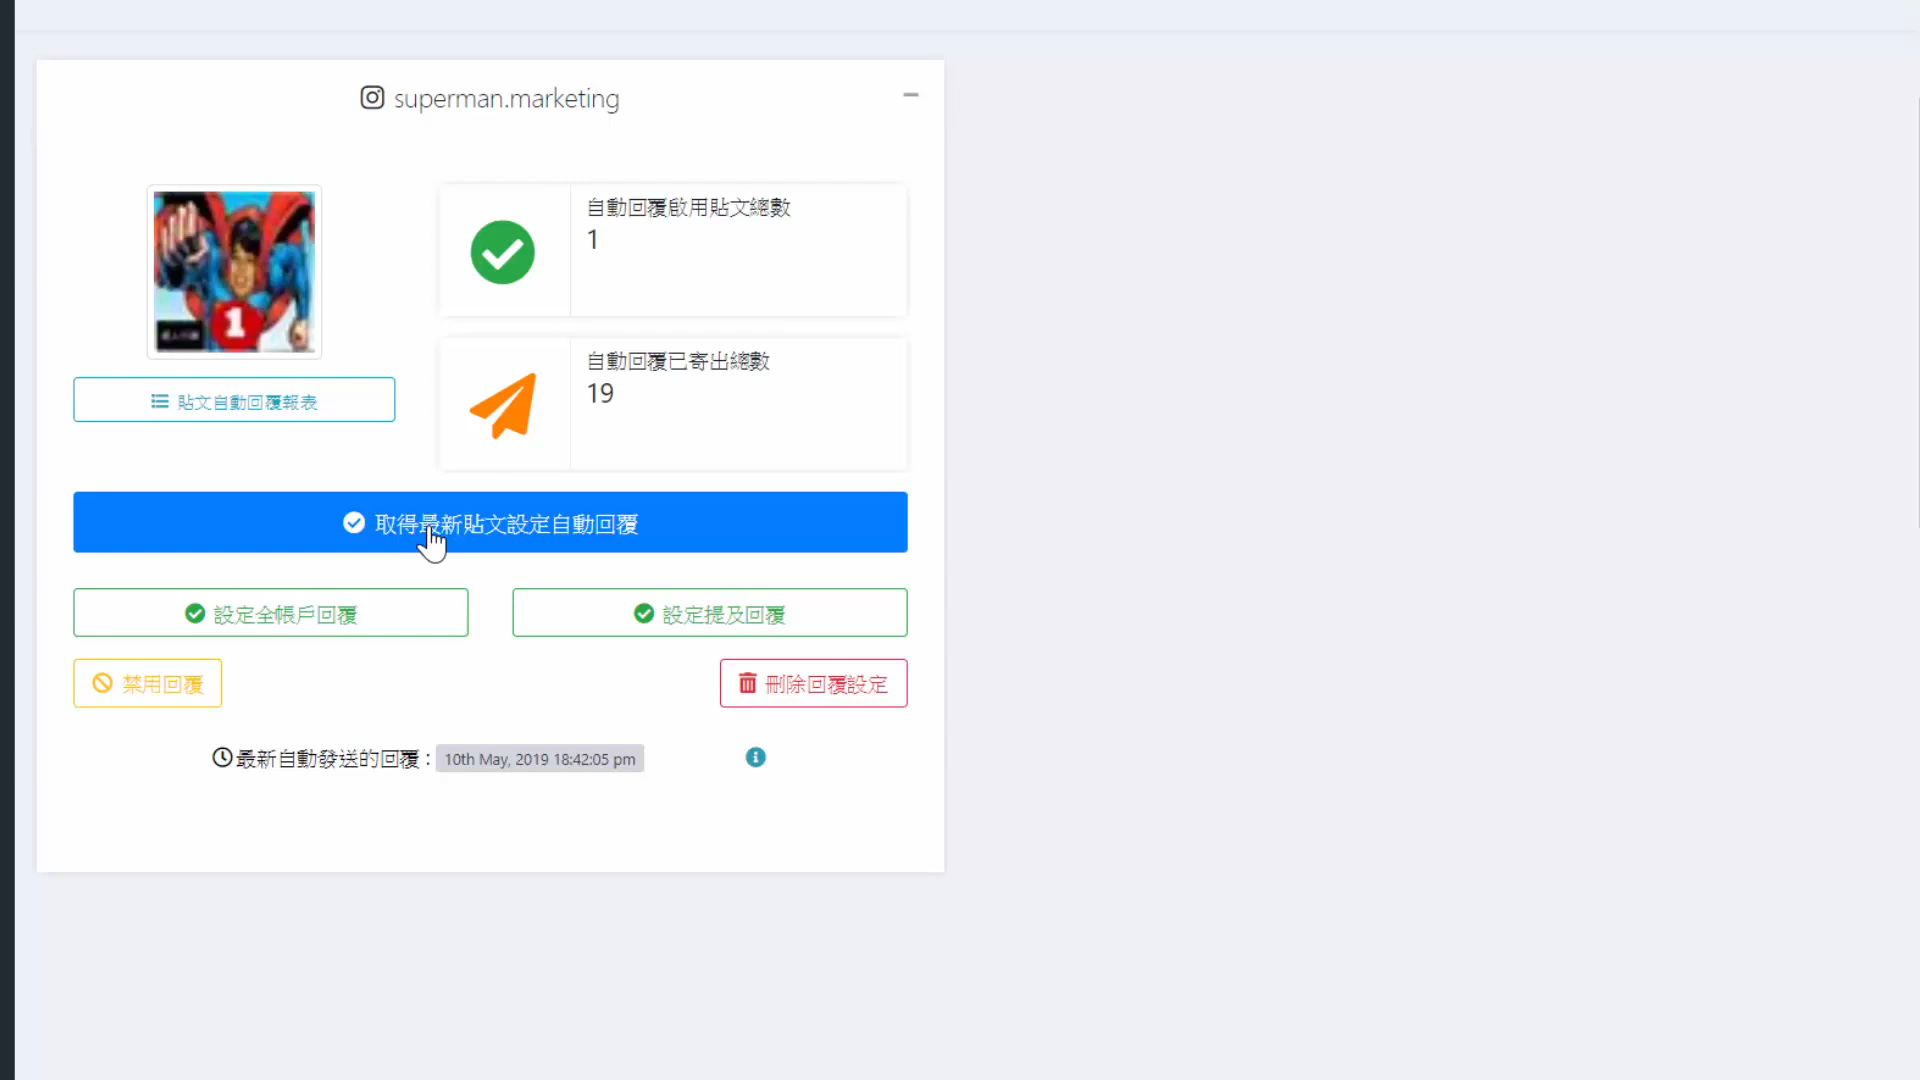 superman.marketing
自動回覆啟用貼文總數
1
自動回覆已寄出總數
19
1
貼文自動回覆報表
取得最新貼文設定自動回覆
設定全帳戶回覆
設定提及回覆
禁用回覆
刪除回覆設定
最新自動發送的回覆 : 10th May, 2019 18:42:05 pm